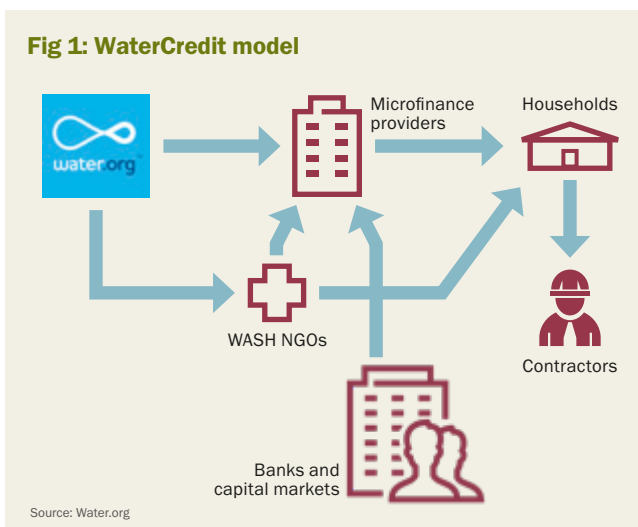 Fig 1: WaterCredit model
water.org
Microfinance
providers
Households
WASH NGOs
Contractors
Banks and
capital markets
Source: Water.org